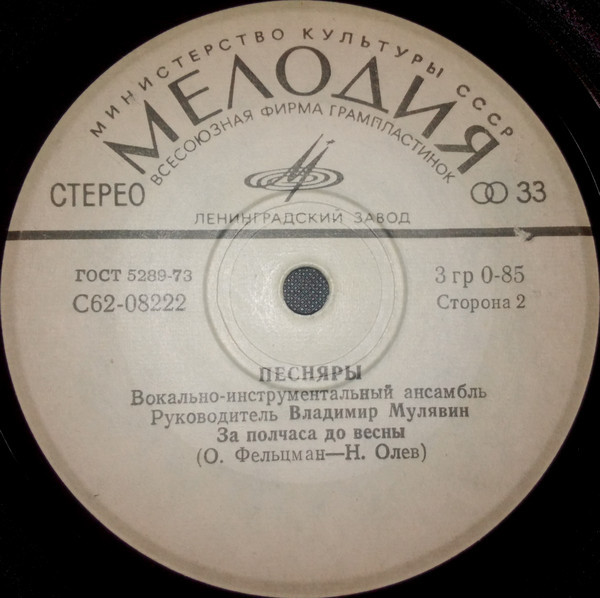 МИНИСТЕРСТВО КУЛЬТУРЫ СССР
МЕЛОДИЯ
ВСЕСОЮЗНАЯ ФИРМА ГРАМПЛАСТИНОК
СТЕРЕО
33
ЛЕНИНГРАДСКИЙ ЗАВОД
ГОСТ 5289-73
3 гр 0-85
С62-08222
Сторона 2
ПЕСНЯРЫ
Вокально-инструментальный ансамбль
Руководитель Владимир Мулявин
За полчаса до весны
(О. Фельцман—Н. Олев)